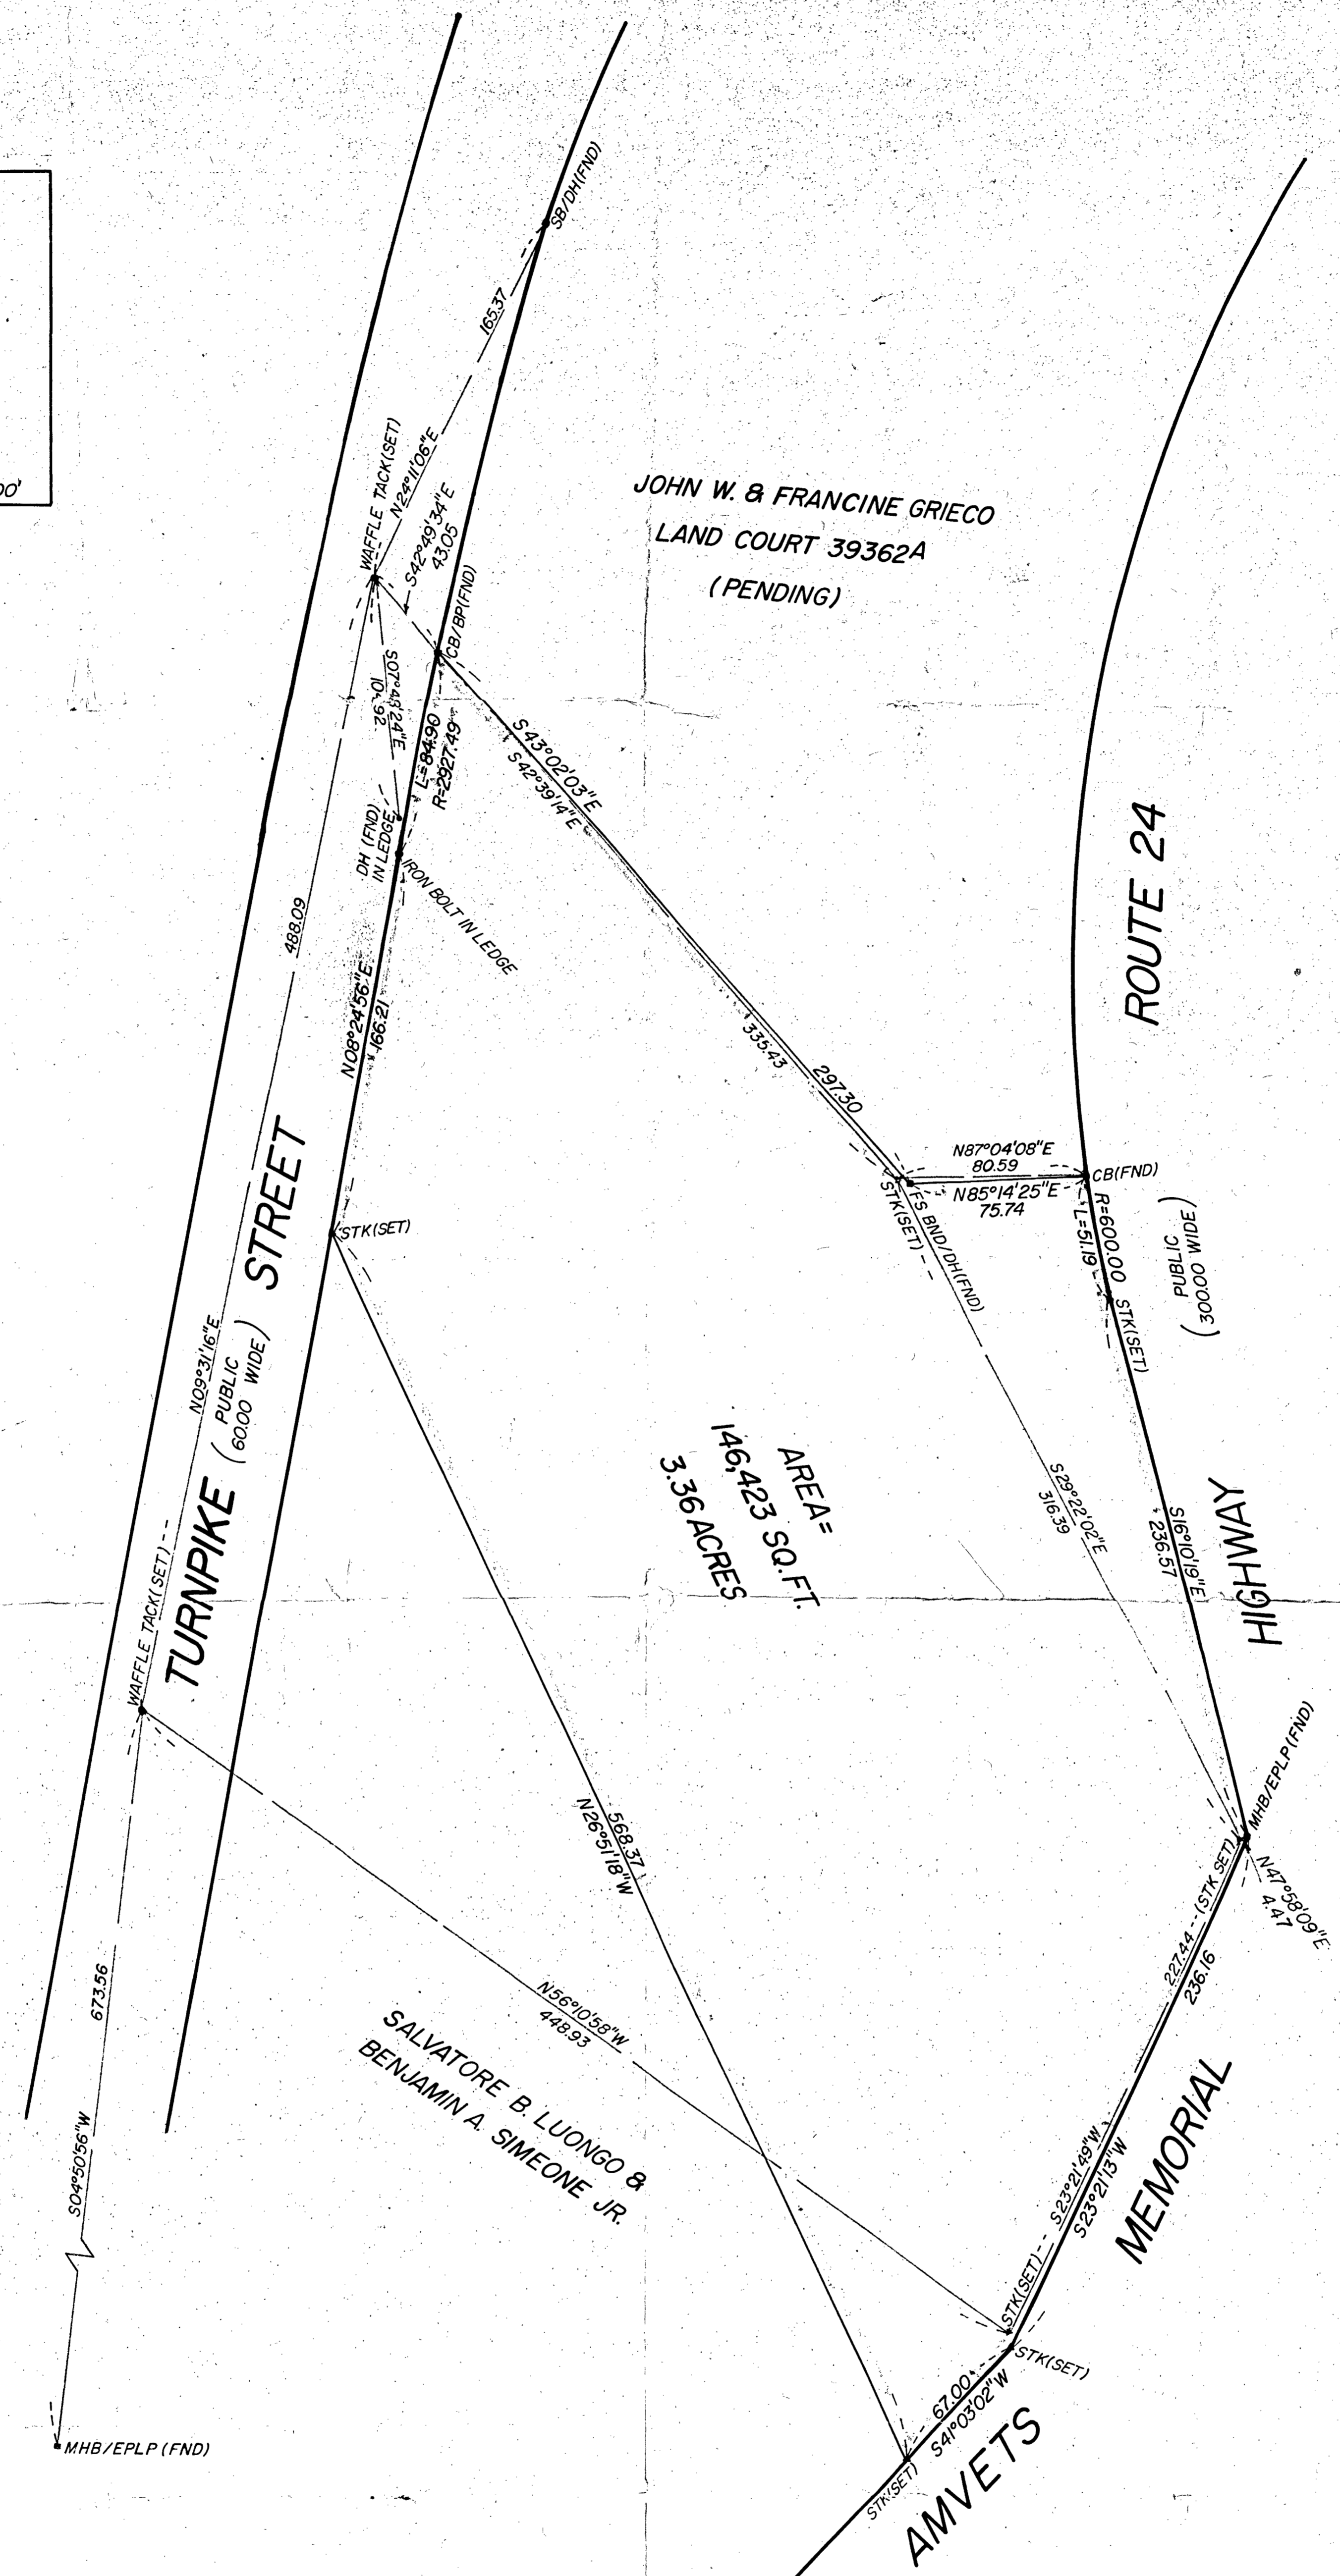 00'
SB/DH(FND)
165.37
N24°11'06"E
WAFFLE TACK(SET)
S42°49'34"E
43.05
CB/BP(FND)
JOHN W. & FRANCINE GRIECO
LAND COURT 39362A
(PENDING)
L=84.90
R=2927.49
DH (FND)
IN LEDGE
IRON BOLT IN LEDGE
S43°02'03"E
S42°39'14"E
335.43
297.30
488.09
N08°24'56"E
166.21
ROUTE 24
N87°04'08"E
80.59
CB(FND)
N85°14'25"E
75.74
STK(SET)
FS BND/DH(FND)
R=600.00
L=51.19
STK(SET)
PUBLIC
(300.00 WIDE)
STK(SET)
N09°31'16"E
TURNPIKE
(PUBLIC
60.00 WIDE)
STREET
AREA=
146,423 SQ.FT.
3.36 ACRES
S29°22'02"E
316.39
S16°10'19"E
236.57
HIGHWAY
WAFFLE TACK(SET)
MHB/EPLP(FND)
(STK SET)
N47°58'09"E
4.47
568.37
N26°51'18"W
227.44
236.16
N56°10'58"W
448.93
673.56
SALVATORE B. LUONGO &
BENJAMIN A. SIMEONE JR.
S23°21'49"W
S23°21'13"W
MEMORIAL
S04°50'56"W
STK(SET)
STK(SET)
67.00
S41°03'02"W
MHB/EPLP (FND)
STK(SET)
AMVETS